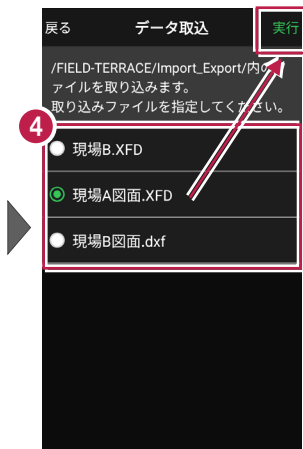 戻る データ取込 実行
/FIELD-TERRACE/Import_Export/内のフ
ァイルを取り込みます。
取り込みファイルを指定してください。
4
現場B.XFD
現場A図面.XFD
現場B図面.dxf